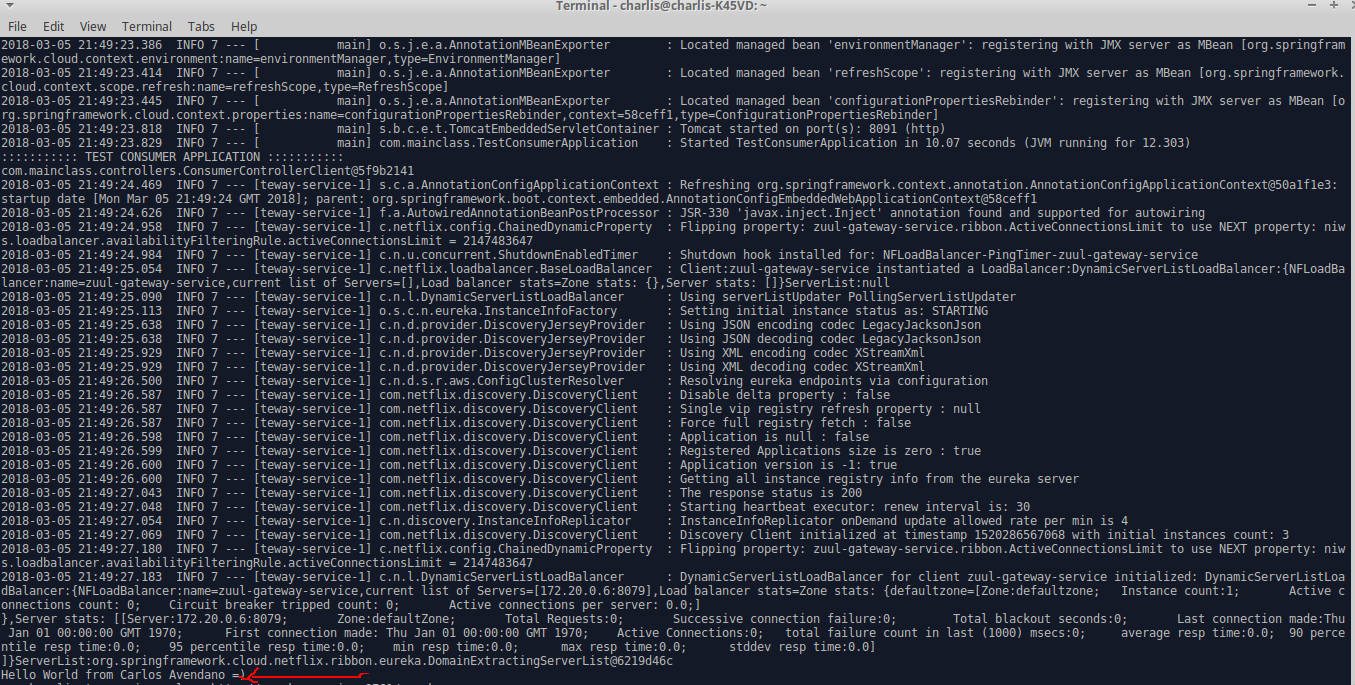 Terminal - charlis@charlis-K45VD: ~
File Edit View Terminal Tabs Help
2018-03-05 21:49:23.386  INFO 7 --- [           main] o.s.j.e.a.AnnotationMBeanExporter        : Located managed bean 'environmentManager': registering with JMX server as MBean [org.springfram
ework.cloud.context.environment:name=environmentManager,type=EnvironmentManager]
2018-03-05 21:49:23.414  INFO 7 --- [           main] o.s.j.e.a.AnnotationMBeanExporter        : Located managed bean 'refreshScope': registering with JMX server as MBean [org.springframework.
cloud.context.scope.refresh:name=refreshScope,type=RefreshScope]
2018-03-05 21:49:23.445  INFO 7 --- [           main] o.s.j.e.a.AnnotationMBeanExporter        : Located managed bean 'configurationPropertiesRebinder': registering with JMX server as MBean [o
rg.springframework.cloud.context.properties:name=configurationPropertiesRebinder,context=58ceff1,type=ConfigurationPropertiesRebinder]
2018-03-05 21:49:23.818  INFO 7 --- [           main] s.b.c.e.t.TomcatEmbeddedServletContainer : Tomcat started on port(s): 8091 (http)
2018-03-05 21:49:23.829  INFO 7 --- [           main] com.mainclass.TestConsumerApplication    : Started TestConsumerApplication in 10.07 seconds (JVM running for 12.303)
::::::::::: TEST CONSUMER APPLICATION :::::::::::
com.mainclass.controllers.ConsumerControllerClient@5f9b2141
2018-03-05 21:49:24.469  INFO 7 --- [teway-service-1] s.c.a.AnnotationConfigApplicationContext : Refreshing org.springframework.context.annotation.AnnotationConfigApplicationContext@50a1f1e3:
startup date [Mon Mar 05 21:49:24 GMT 2018]; parent: org.springframework.boot.context.embedded.AnnotationConfigEmbeddedWebApplicationContext@58ceff1
2018-03-05 21:49:24.626  INFO 7 --- [teway-service-1] f.a.AutowiredAnnotationBeanPostProcessor : JSR-330 'javax.inject.Inject' annotation found and supported for autowiring
2018-03-05 21:49:24.958  INFO 7 --- [teway-service-1] c.netflix.config.ChainedDynamicProperty  : Flipping property: zuul-gateway-service.ribbon.ActiveConnectionsLimit to use NEXT property: niw
s.loadbalancer.availabilityFilteringRule.activeConnectionsLimit = 2147483647
2018-03-05 21:49:24.984  INFO 7 --- [teway-service-1] c.n.u.concurrent.ShutdownEnabledTimer    : Shutdown hook installed for: NFLoadBalancer-PingTimer-zuul-gateway-service
2018-03-05 21:49:25.054  INFO 7 --- [teway-service-1] c.netflix.loadbalancer.BaseLoadBalancer  : Client:zuul-gateway-service instantiated a LoadBalancer:DynamicServerListLoadBalancer:{NFLoadBa
lancer:name=zuul-gateway-service,current list of Servers=[],Load balancer stats=Zone stats: {},Server stats: []}ServerList:null
2018-03-05 21:49:25.090  INFO 7 --- [teway-service-1] c.n.l.DynamicServerListLoadBalancer      : Using serverListUpdater PollingServerListUpdater
2018-03-05 21:49:25.113  INFO 7 --- [teway-service-1] o.s.c.n.eureka.InstanceInfoFactory       : Setting initial instance status as: STARTING
2018-03-05 21:49:25.638  INFO 7 --- [teway-service-1] c.n.d.provider.DiscoveryJerseyProvider   : Using JSON encoding codec LegacyJacksonJson
2018-03-05 21:49:25.638  INFO 7 --- [teway-service-1] c.n.d.provider.DiscoveryJerseyProvider   : Using JSON decoding codec LegacyJacksonJson
2018-03-05 21:49:25.929  INFO 7 --- [teway-service-1] c.n.d.provider.DiscoveryJerseyProvider   : Using XML encoding codec XStreamXml
2018-03-05 21:49:25.929  INFO 7 --- [teway-service-1] c.n.d.provider.DiscoveryJerseyProvider   : Using XML decoding codec XStreamXml
2018-03-05 21:49:26.500  INFO 7 --- [teway-service-1] c.n.d.s.r.aws.ConfigClusterResolver      : Resolving eureka endpoints via configuration
2018-03-05 21:49:26.587  INFO 7 --- [teway-service-1] com.netflix.discovery.DiscoveryClient    : Disable delta property : false
2018-03-05 21:49:26.587  INFO 7 --- [teway-service-1] com.netflix.discovery.DiscoveryClient    : Single vip registry refresh property : null
2018-03-05 21:49:26.587  INFO 7 --- [teway-service-1] com.netflix.discovery.DiscoveryClient    : Force full registry fetch : false
2018-03-05 21:49:26.598  INFO 7 --- [teway-service-1] com.netflix.discovery.DiscoveryClient    : Application is null : false
2018-03-05 21:49:26.599  INFO 7 --- [teway-service-1] com.netflix.discovery.DiscoveryClient    : Registered Applications size is zero : true
2018-03-05 21:49:26.600  INFO 7 --- [teway-service-1] com.netflix.discovery.DiscoveryClient    : Application version is -1: true
2018-03-05 21:49:26.600  INFO 7 --- [teway-service-1] com.netflix.discovery.DiscoveryClient    : Getting all instance registry info from the eureka server
2018-03-05 21:49:27.043  INFO 7 --- [teway-service-1] com.netflix.discovery.DiscoveryClient    : The response status is 200
2018-03-05 21:49:27.048  INFO 7 --- [teway-service-1] com.netflix.discovery.DiscoveryClient    : Starting heartbeat executor: renew interval is: 30
2018-03-05 21:49:27.054  INFO 7 --- [teway-service-1] c.n.discovery.InstanceInfoReplicator     : InstanceInfoReplicator onDemand update allowed rate per min is 4
2018-03-05 21:49:27.069  INFO 7 --- [teway-service-1] com.netflix.discovery.DiscoveryClient    : Discovery Client initialized at timestamp 1520286567068 with initial instances count: 3
2018-03-05 21:49:27.180  INFO 7 --- [teway-service-1] c.netflix.config.ChainedDynamicProperty  : Flipping property: zuul-gateway-service.ribbon.ActiveConnectionsLimit to use NEXT property: niw
s.loadbalancer.availabilityFilteringRule.activeConnectionsLimit = 2147483647
2018-03-05 21:49:27.183  INFO 7 --- [teway-service-1] c.n.l.DynamicServerListLoadBalancer      : DynamicServerListLoadBalancer for client zuul-gateway-service initialized: DynamicServerListLoa
dBalancer:{NFLoadBalancer:name=zuul-gateway-service,current list of Servers=[172.20.0.6:8079],Load balancer stats=Zone stats: {defaultzone=[Zone:defaultzone;   Instance count:1;       Active c
onnections count: 0;    Circuit breaker tripped count: 0;       Active connections per server: 0.0;]
},Server stats: [[Server:172.20.0.6:8079;       Zone:defaultZone;       Total Requests:0;       Successive connection failure:0;        Total blackout seconds:0;       Last connection made:Thu
Jan 01 00:00:00 GMT 1970;      First connection made: Thu Jan 01 00:00:00 GMT 1970;    Active Connections:0;   total failure count in last (1000) msecs:0;     average resp time:0.0;  90 perce
ntile resp time:0.0;    95 percentile resp time:0.0;    min resp time:0.0;      max resp time:0.0;      stddev resp time:0.0]
]}ServerList:org.springframework.cloud.netflix.ribbon.eureka.DomainExtractingServerList@6219d46c
Hello World from Carlos Avendano =)